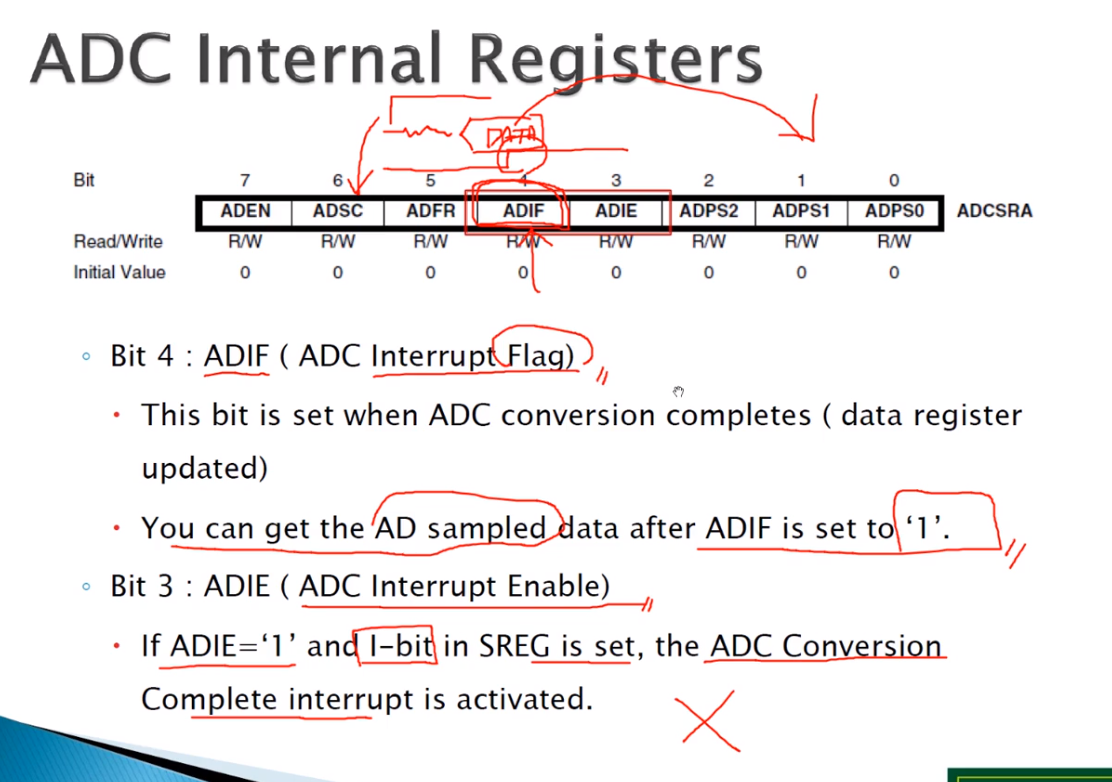 ADC Internal Registers
DATA
Bit 7 6 5 4 3 2 1 0
ADEN ADSC ADFR ADIF ADIE ADPS2 ADPS1 ADPS0 ADCSRA
Read/Write R/W R/W R/W R/W R/W R/W R/W R/W
Initial Value 0 0 0 0 0 0 0 0
◦ Bit 4 : ADIF ( ADC Interrupt Flag)
• This bit is set when ADC conversion completes ( data register
updated)
• You can get the AD sampled data after ADIF is set to ‘1’.
◦ Bit 3 : ADIE ( ADC Interrupt Enable)
• If ADIE=‘1’ and I-bit in SREG is set, the ADC Conversion
Complete interrupt is activated.